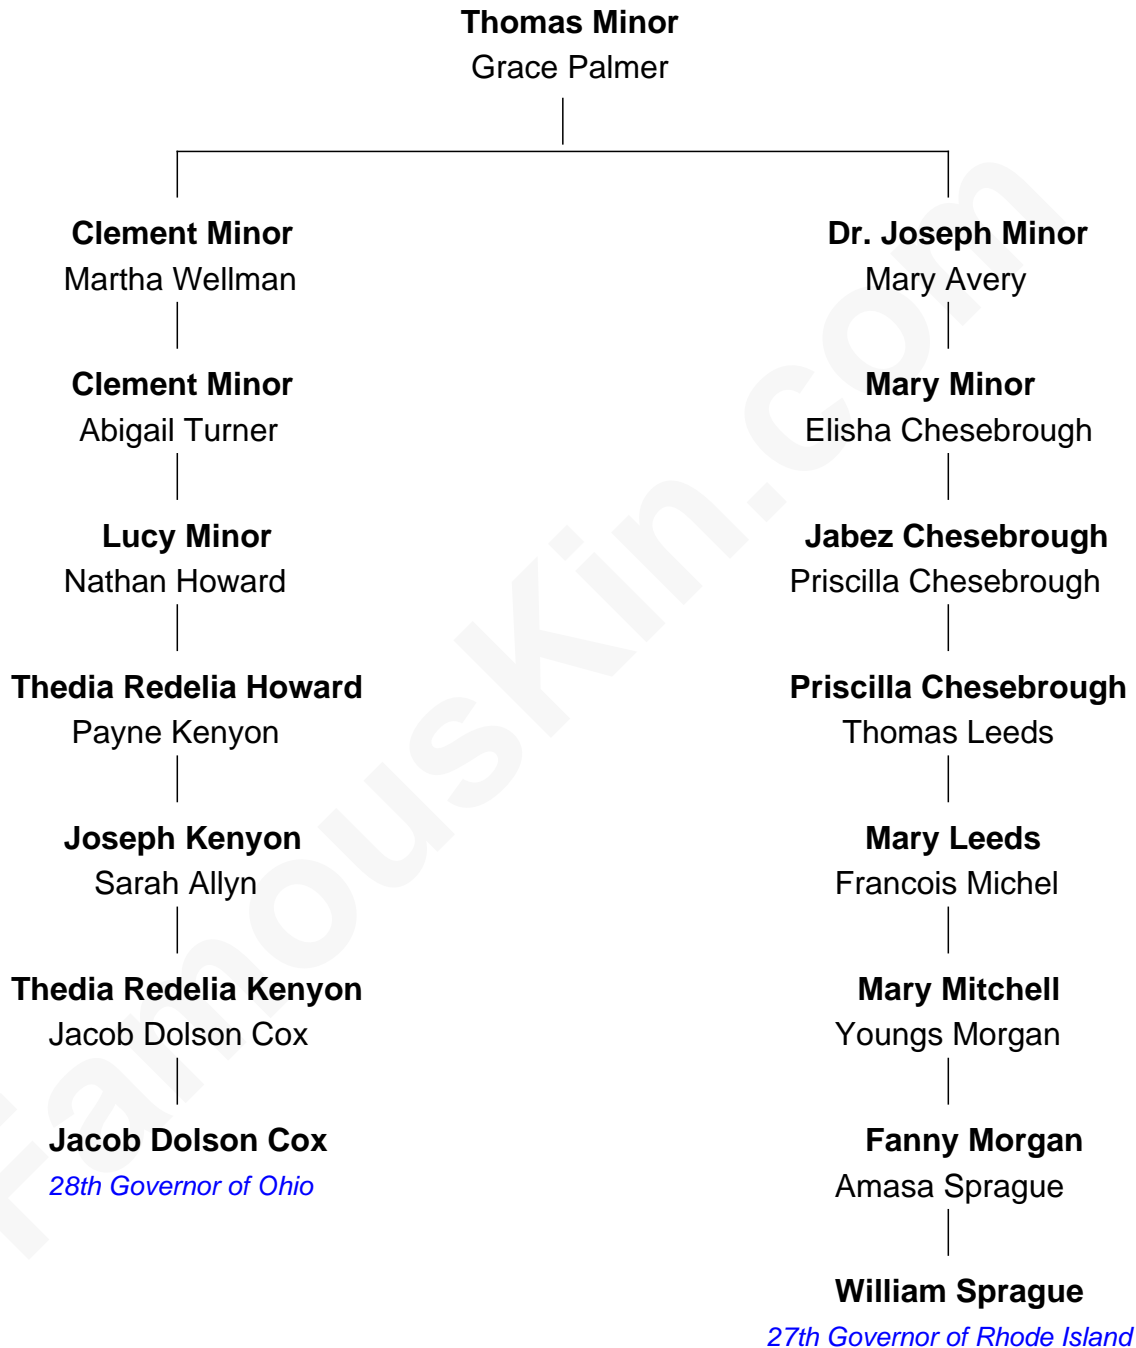 Thomas Minor
Grace Palmer
Clement Minor
Martha Wellman
Clement Minor
Abigail Turner
Lucy Minor
Nathan Howard
Thedia Redelia Howard
Payne Kenyon
Joseph Kenyon
Sarah Allyn
Thedia Redelia Kenyon
Jacob Dolson Cox
Jacob Dolson Cox
28th Governor of Ohio
Dr. Joseph Minor
Mary Avery
Mary Minor
Elisha Chesebrough
Jabez Chesebrough
Priscilla Chesebrough
Priscilla Chesebrough
Thomas Leeds
Mary Leeds
Francois Michel
Mary Mitchell
Youngs Morgan
Fanny Morgan
Amasa Sprague
William Sprague
27th Governor of Rhode Island
FamousKin.com